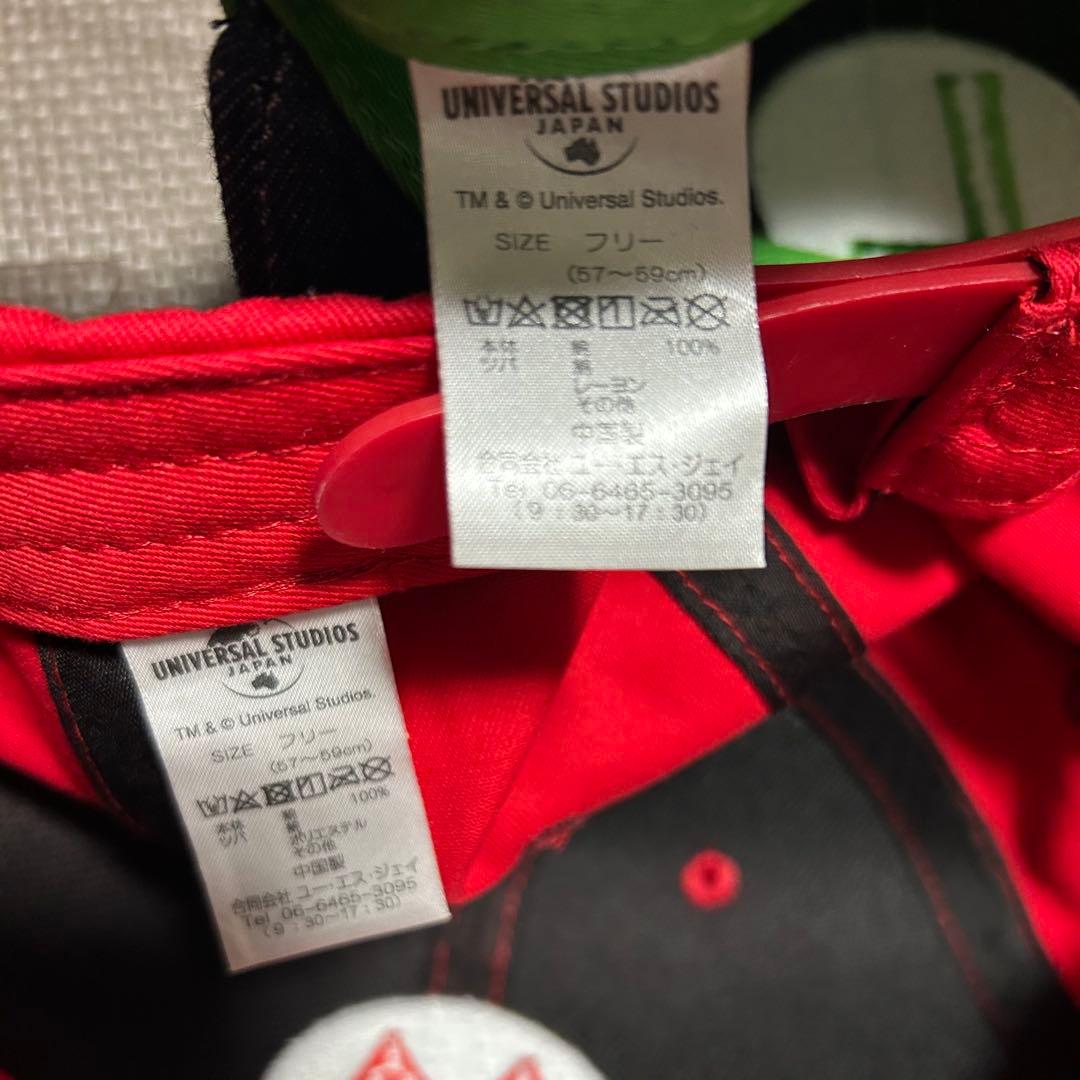 UNIVERSAL STUDIOS
JAPAN
TM & © Universal Studios.
SIZE フリー
(57～59cm)
本体 綿 100%
ツバ 綿
レーヨン
その他
中国製
合同会社 ユー・エス・ジェイ
Tel 06-6465-3095
(9：30～17：30)
UNIVERSAL STUDIOS
JAPAN
TM & © Universal Studios.
SIZE フリー
(57～59cm)
本体 綿 100%
ツバ 綿
ポリエステル
その他
中国製
合同会社 ユー・エス・ジェイ
Tel 06-6465-3095
(9：30～17：30)